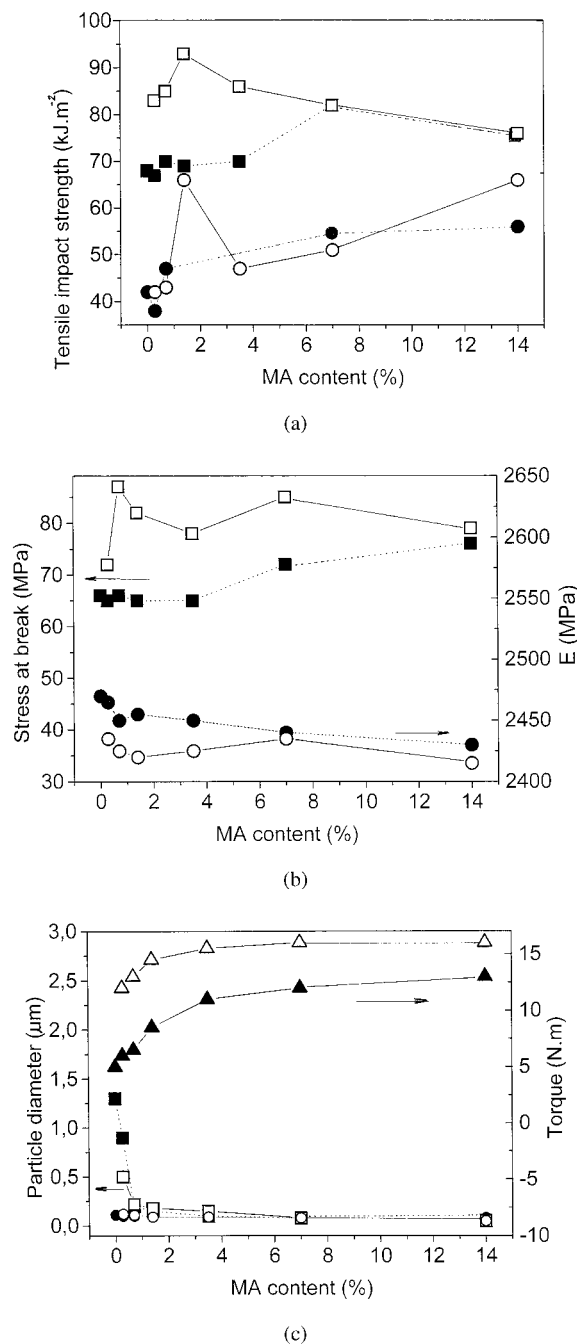 Tensile impact strength (kJ.m-2)
100
90
80
70
60
50
40
0 2 4 6 8 10 12 14
MA content (%)
(a)
Stress at break (MPa)
80
75
65
55
45
40
30
2650
2600
2550
2500
2450
2400
E (MPa)
0 2 4 6 8 10 12 14
MA content (%)
(b)
Particle diameter (µm)
3,0
2,5
2,0
1,5
1,0
0,5
0,0
15
10
5
0
-5
-10
Torque (N.m)
0 2 4 6 8 10 12 14
MA content (%)
(c)